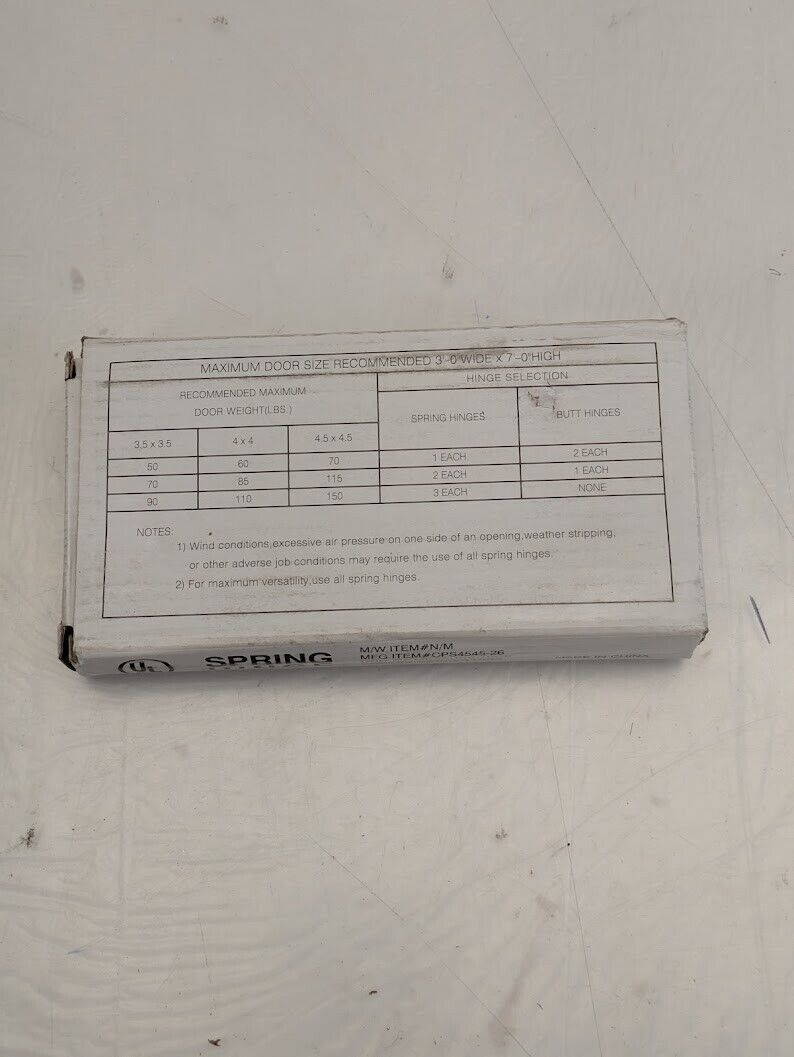 MAXIMUM DOOR SIZE RECOMMENDED 3'-0"WIDE x 7'-0"HIGH
RECOMMENDED MAXIMUM
DOOR WEIGHT(LBS.)
HINGE SELECTION
SPRING HINGES
BUTT HINGES
3.5 x 3.5 4 x 4 4.5 x 4.5
50 60 70 1 EACH 2 EACH
70 85 115 2 EACH 1 EACH
90 110 150 3 EACH NONE
NOTES:
1) Wind conditions,excessive air pressure on one side of an opening,weather stripping,
or other adverse job conditions may require the use of all spring hinges.
2) For maximum versatility,use all spring hinges.
UL
SPRING
M/W ITEM#N/M
MFG ITEM#CPS4545-26
MADE IN CHINA